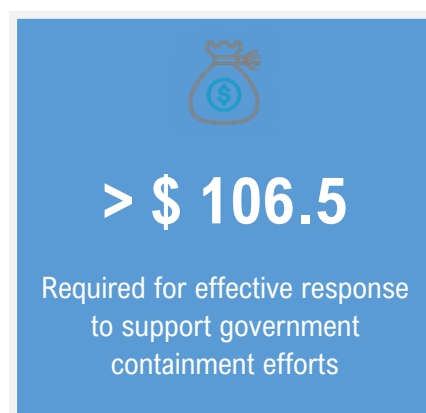 $
> $ 106.5
Required for effective response
to support government
containment efforts